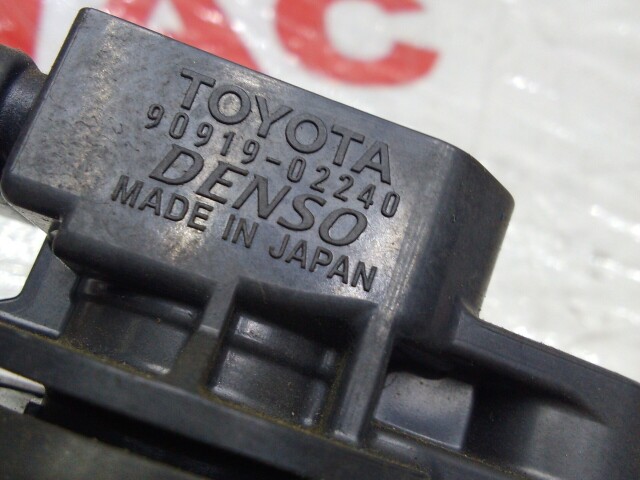 TOYOTA
90919-02240
DENSO
MADE IN JAPAN